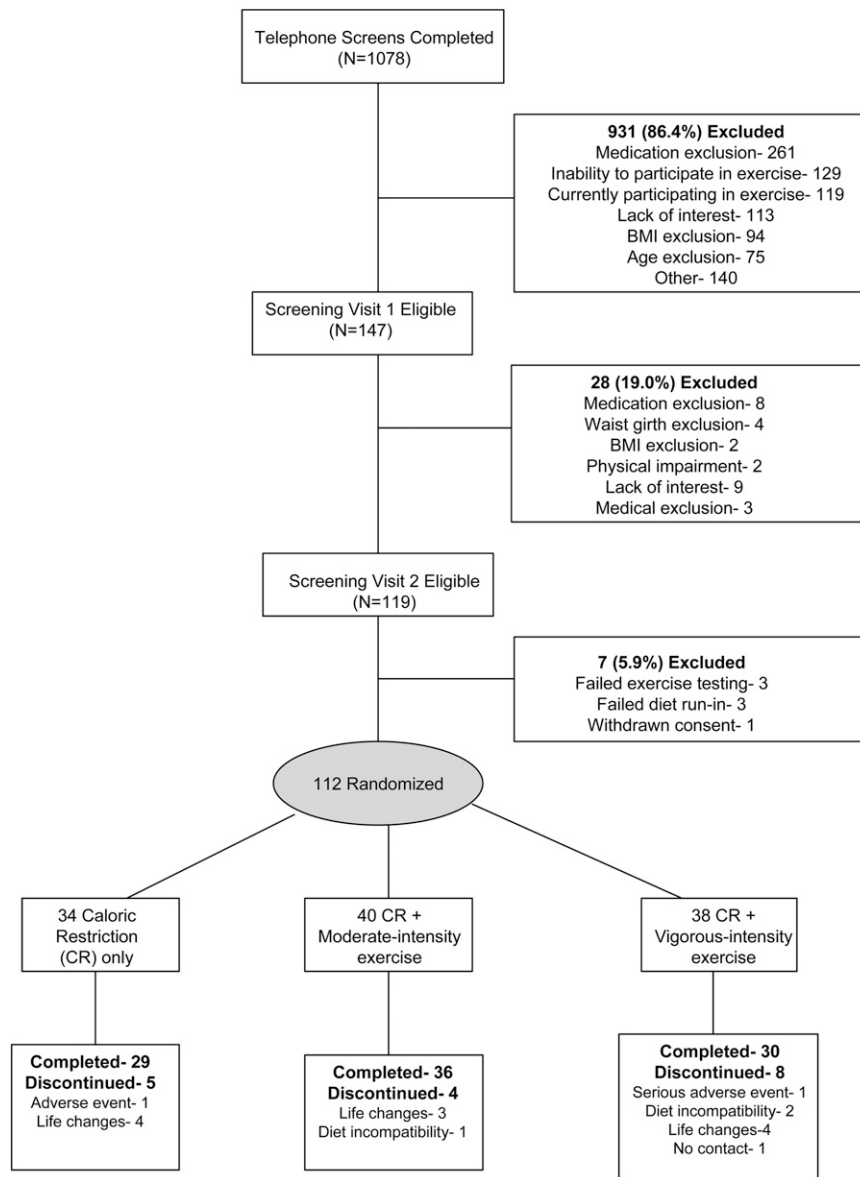 Telephone Screens Completed
(N=1078)
931 (86.4%) Excluded
Medication exclusion- 261
Inability to participate in exercise- 129
Currently participating in exercise- 119
Lack of interest- 113
BMI exclusion- 94
Age exclusion- 75
Other- 140
Screening Visit 1 Eligible
(N=147)
28 (19.0%) Excluded
Medication exclusion- 8
Waist girth exclusion- 4
BMI exclusion- 2
Physical impairment- 2
Lack of interest- 9
Medical exclusion- 3
Screening Visit 2 Eligible
(N=119)
7 (5.9%) Excluded
Failed exercise testing- 3
Failed diet run-in- 3
Withdrawn consent- 1
112 Randomized
34 Caloric
Restriction
(CR) only
40 CR +
Moderate-intensity
exercise
38 CR +
Vigorous-intensity
exercise
Completed- 29
Discontinued- 5
Adverse event- 1
Life changes- 4
Completed- 36
Discontinued- 4
Life changes- 3
Diet incompatibility- 1
Completed- 30
Discontinued- 8
Serious adverse event- 1
Diet incompatibility- 2
Life changes-4
No contact- 1